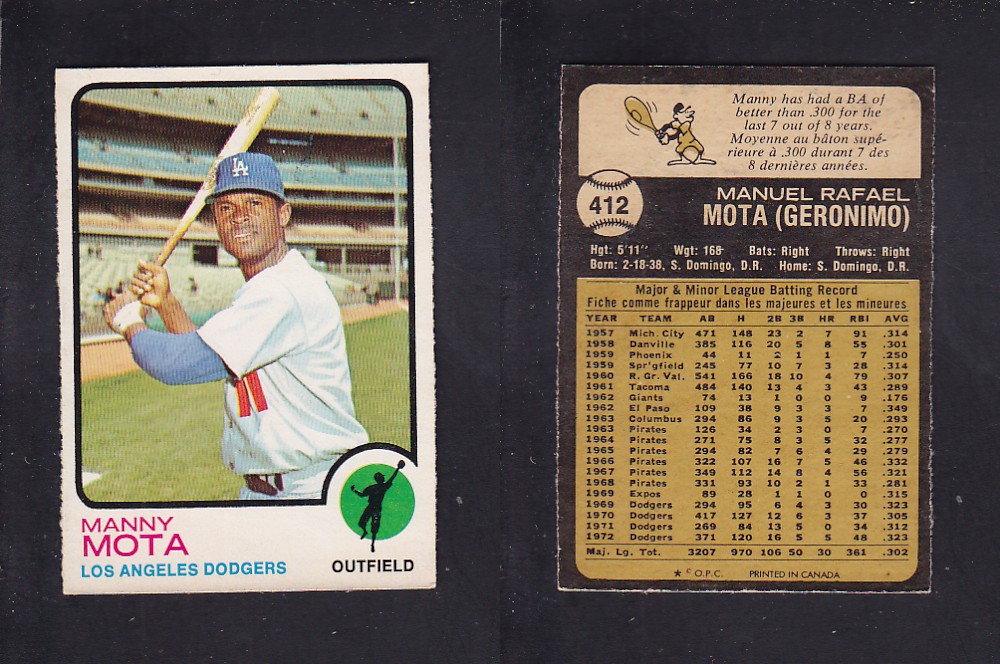 LA
11
MANNY
MOTA
LOS ANGELES DODGERS
OUTFIELD
Manny has had a BA of
better than .300 for the
last 7 out of 8 years.
Moyenne au bâton supé-
rieure à .300 durant 7 des
8 dernières années.
412
MANUEL RAFAEL
MOTA (GERONIMO)
Hgt: 5'11" Wgt: 168 Bats: Right Throws: Right
Born: 2-18-38, S. Domingo, D.R. Home: S. Domingo, D.R.
Major & Minor League Batting Record
Fiche comme frappeur dans les majeures et les mineures
YEAR TEAM AB H 2B 3B HR RBI AVG
1957 Mich. City 471 148 23 2 7 91 .314
1958 Danville 385 116 20 5 8 55 .301
1959 Phoenix 44 11 2 1 1 7 .250
1959 Spr'gfield 245 77 10 7 3 28 .314
1960 R. Gr. Val. 541 166 18 10 4 79 .307
1961 Tacoma 484 140 13 4 3 43 .289
1962 Giants 74 13 1 0 0 9 .176
1962 El Paso 109 38 9 3 3 7 .349
1963 Columbus 294 86 9 3 5 20 .293
1963 Pirates 126 34 2 3 0 7 .270
1964 Pirates 271 75 8 3 5 32 .277
1965 Pirates 294 82 7 6 4 29 .279
1966 Pirates 322 107 16 7 5 46 .332
1967 Pirates 349 112 14 8 4 56 .321
1968 Pirates 331 93 10 2 1 33 .281
1969 Expos 89 28 1 1 0 0 .315
1969 Dodgers 294 95 6 4 3 30 .323
1970 Dodgers 417 127 12 6 3 37 .305
1971 Dodgers 269 84 13 5 0 34 .312
1972 Dodgers 371 120 16 5 5 48 .323
Maj. Lg. Tot. 3207 970 106 50 30 361 .302
* © O.P.C. PRINTED IN CANADA